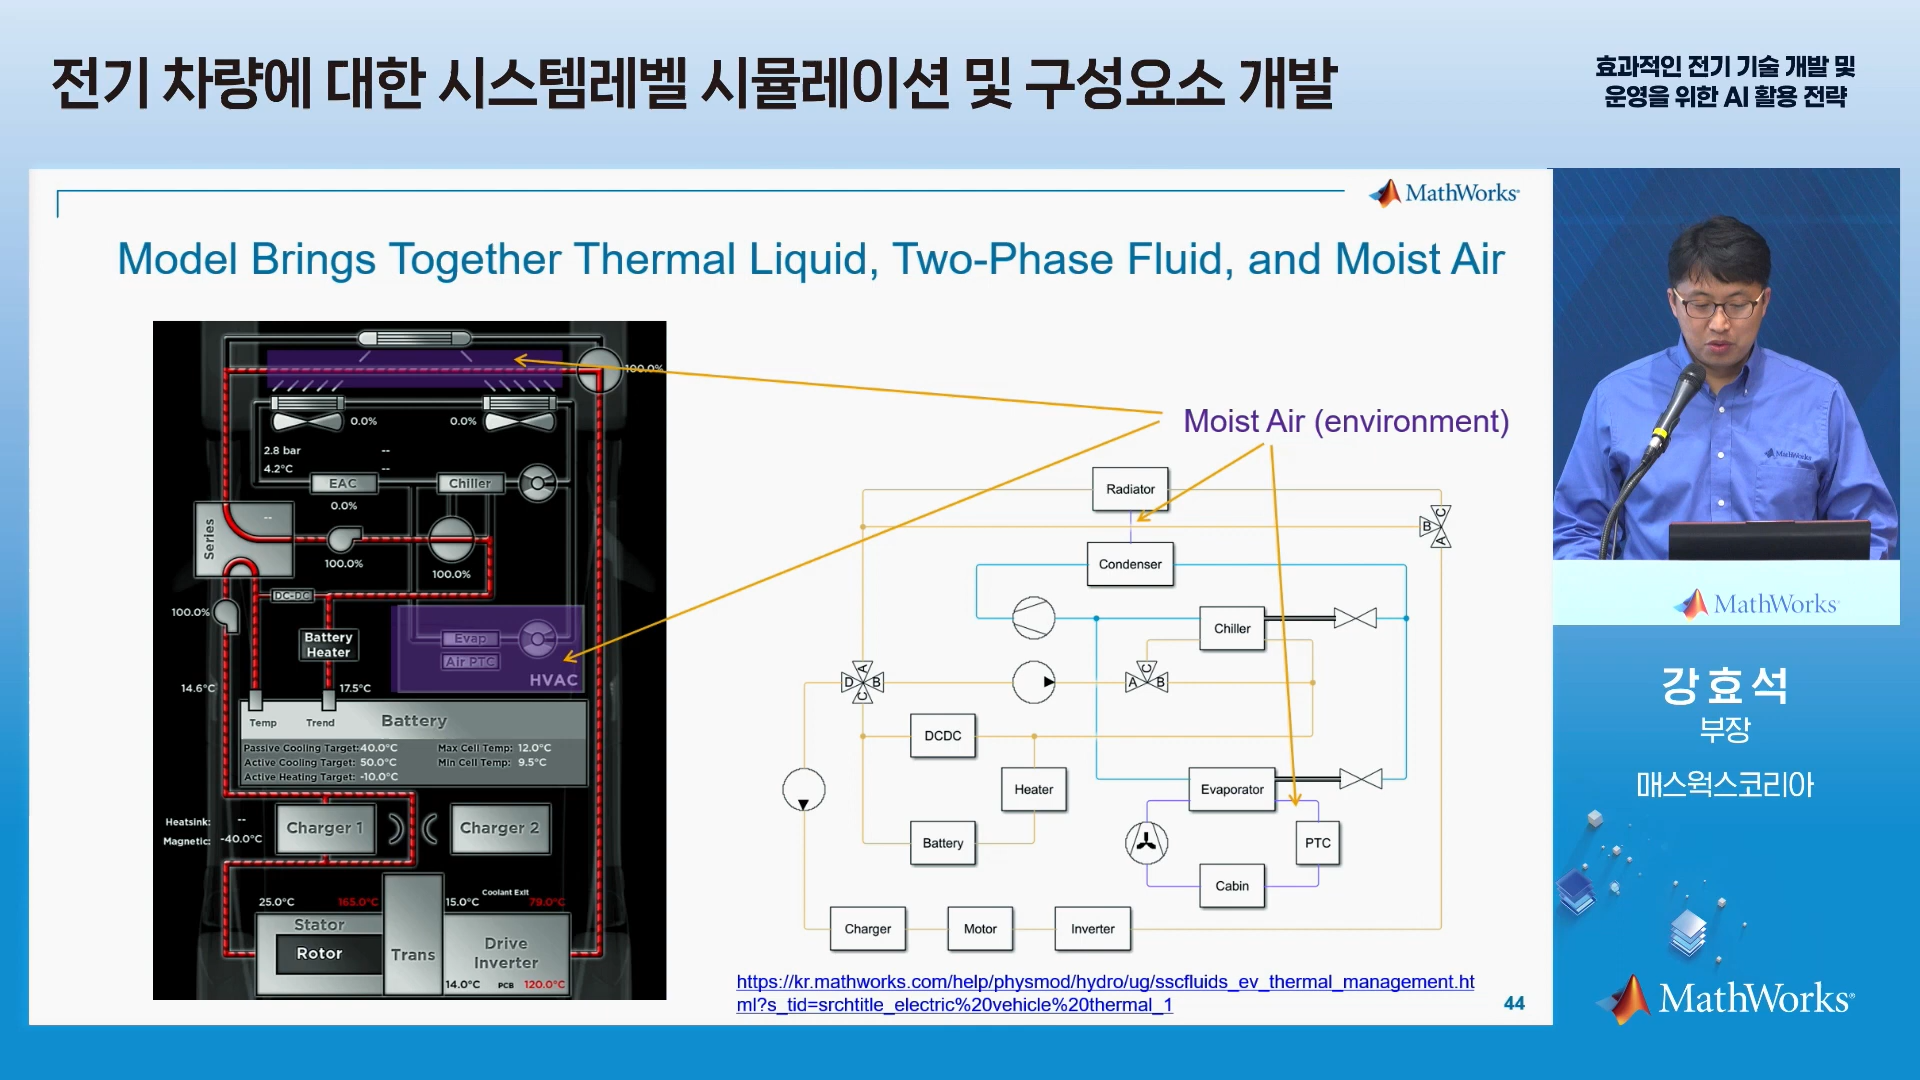 전기 차량에 대한 시스템레벨 시뮬레이션 및 구성요소 개발
효과적인 전기 기술 개발 및
운영을 위한 AI 활용 전략
MathWorks
Model Brings Together Thermal Liquid, Two-Phase Fluid, and Moist Air
100.0%
0.0%
0.0%
2.8 bar
--
4.2°C
--
EAC
Chiller
0.0%
Series
--
100.0%
100.0%
DC-DC
100.0%
Battery
Heater
Evap
Air PTC
HVAC
14.6°C
17.5°C
Temp
Trend
Battery
Passive Cooling Target: 40.0°C
Max Cell Temp: 12.0°C
Active Cooling Target: 50.0°C
Min Cell Temp: 9.5°C
Active Heating Target: -10.0°C
Heatsink: --
Magnetic: -40.0°C
Charger 1
Charger 2
Coolant Exit
25.0°C
165.0°C
15.0°C
79.0°C
Stator
Rotor
Trans
Drive
Inverter
14.0°C
PCB
120.0°C
Moist Air (environment)
Radiator
B
C
A
Condenser
Chiller
D
A
B
C
A
C
B
DCDC
Heater
Evaporator
Battery
PTC
Cabin
Charger
Motor
Inverter
https://kr.mathworks.com/help/physmod/hydro/ug/sscfluids_ev_thermal_management.ht
ml?s_tid=srchtitle_electric%20vehicle%20thermal_1
44
MathWorks
MathWorks
강효석
부장
매스웍스코리아
MathWorks